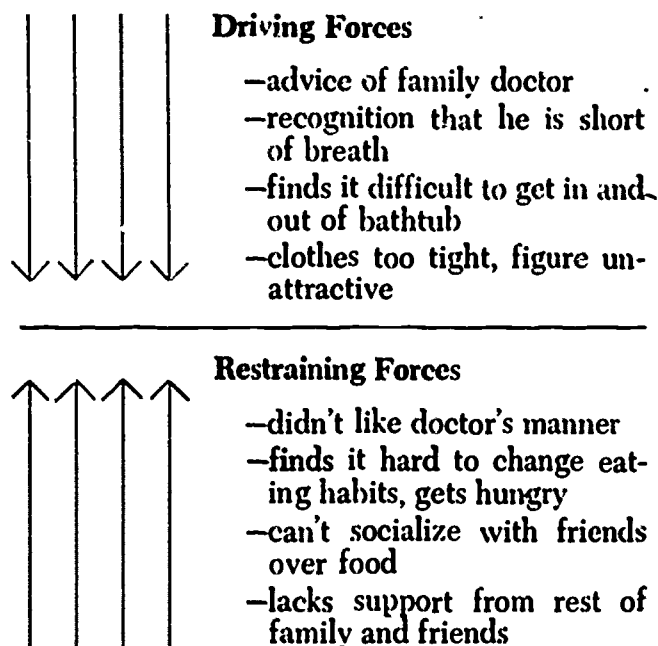 Driving Forces
—advice of family doctor
—recognition that he is short
of breath
—finds it difficult to get in and
out of bathtub
—clothes too tight, figure un-
attractive
Restraining Forces
—didn't like doctor's manner
—finds it hard to change eat-
ing habits, gets hungry
—can't socialize with friends
over food
—lacks support from rest of
family and friends